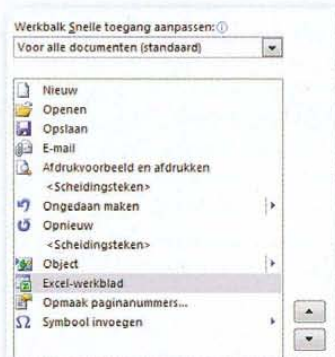 Werkbalk Snelle toegang aanpassen:
Voor alle documenten (standaard)
Nieuw
Openen
Opslaan
E-mail
Afdrukvoorbeeld en afdrukken
<Scheidingsteken>
Ongedaan maken
Opnieuw
<Scheidingsteken>
Object
Excel-werkblad
Opmaak paginanummers...
Symbool invoegen